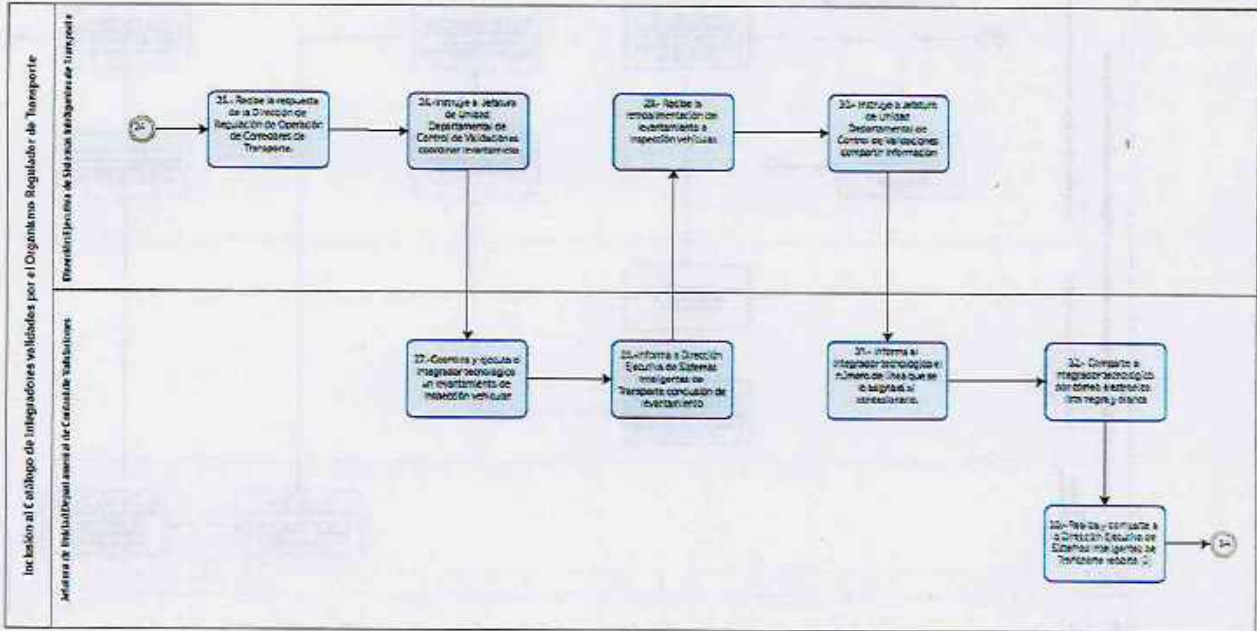 Inclusión al Catálogo de Integradores validados por el Organismo Regulador de Transporte
Dirección Ejecutiva de Sistemas Inteligentes de Transporte
25.- Recibe la respuesta
de la Dirección de
Regulación de Operación
de Corredores de
Transporte.
26.-Instruye a Jefatura
de Unidad
Departamental de
Control de Validaciones
coordinar levantamiento
29.- Recibe la
retroalimentación del
levantamiento e
inspección vehicular
30.- Instruye a Jefatura
de Unidad
Departamental de
Control de Validaciones
compartir información
Jefatura de Unidad Departamental de Control de Validaciones
27.-Coordina y ejecuta el
integrador tecnológico
un levantamiento de
inspección vehicular
28.-Informa a Dirección
Ejecutiva de Sistemas
Inteligentes de
Transporte conclusión de
levantamiento
31.- Informa al
integrador tecnológico el
número de línea que se
le asignará al
concesionario.
32.- Comparte a
integrador tecnológico
por correo electrónico
lista negra y blanca
33.- Realiza y comparte a
la Dirección Ejecutiva de
Sistemas Inteligentes de
Transporte